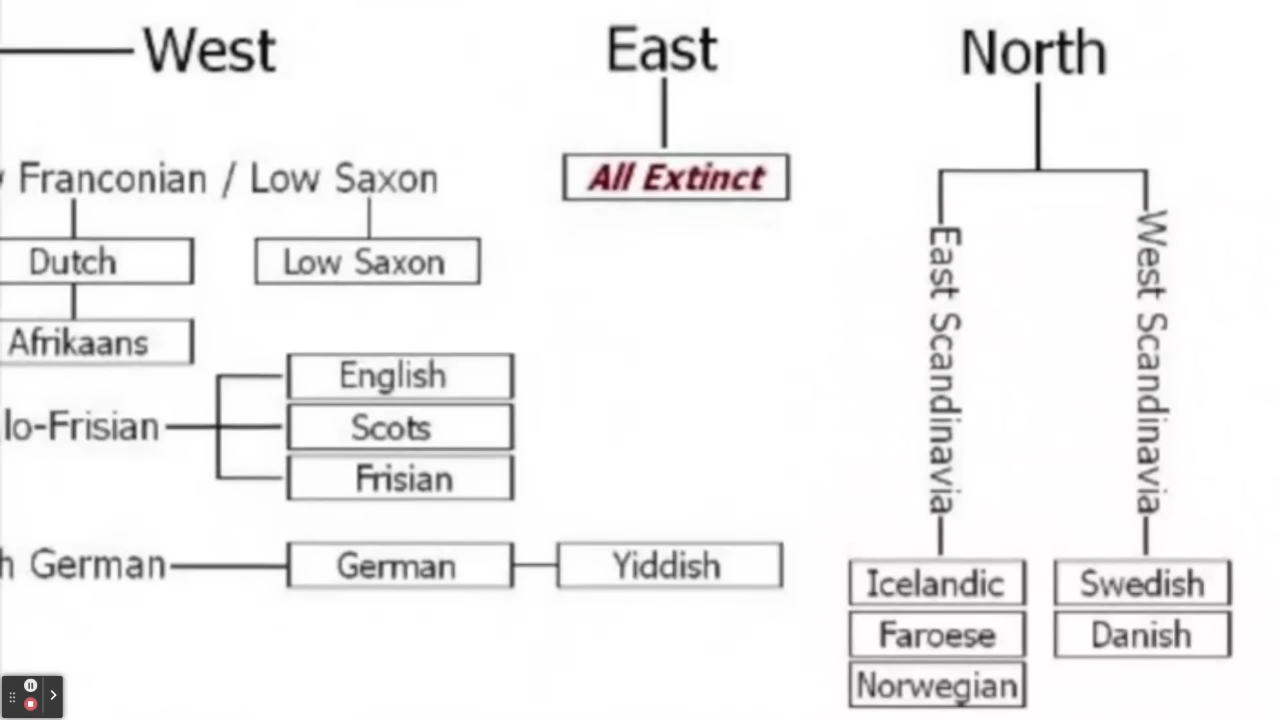 West
East
North
Franconian / Low Saxon
All Extinct
Dutch
Low Saxon
Afrikaans
English
lo-Frisian
Scots
Frisian
h German
German
Yiddish
East Scandinavia
West Scandinavia
Icelandic
Swedish
Faroese
Danish
Norwegian